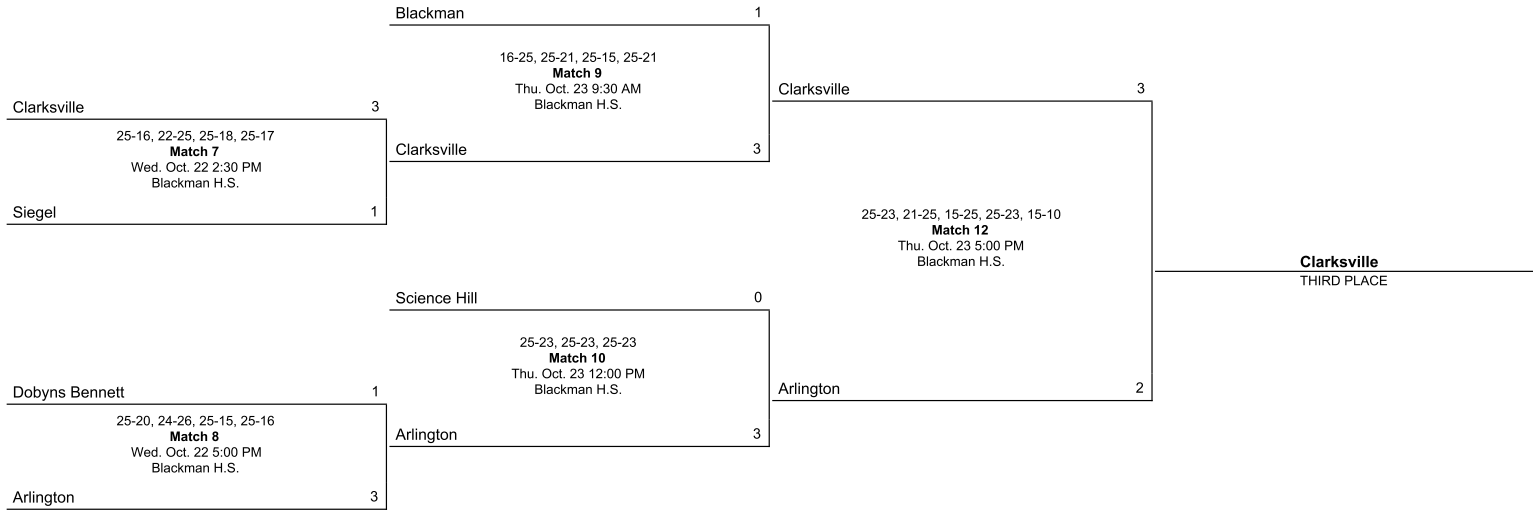 Blackman 1
16-25, 25-21, 25-15, 25-21
Match 9
Thu. Oct. 23 9:30 AM
Blackman H.S.
Clarksville 3
Clarksville 3
25-16, 22-25, 25-18, 25-17
Match 7
Wed. Oct. 22 2:30 PM
Blackman H.S.
Clarksville 3
Siegel 1
25-23, 21-25, 15-25, 25-23, 15-10
Match 12
Thu. Oct. 23 5:00 PM
Blackman H.S.
Clarksville
THIRD PLACE
Science Hill 0
25-23, 25-23, 25-23
Match 10
Thu. Oct. 23 12:00 PM
Blackman H.S.
Arlington 2
Dobyns Bennett 1
25-20, 24-26, 25-15, 25-16
Match 8
Wed. Oct. 22 5:00 PM
Blackman H.S.
Arlington 3
Arlington 3